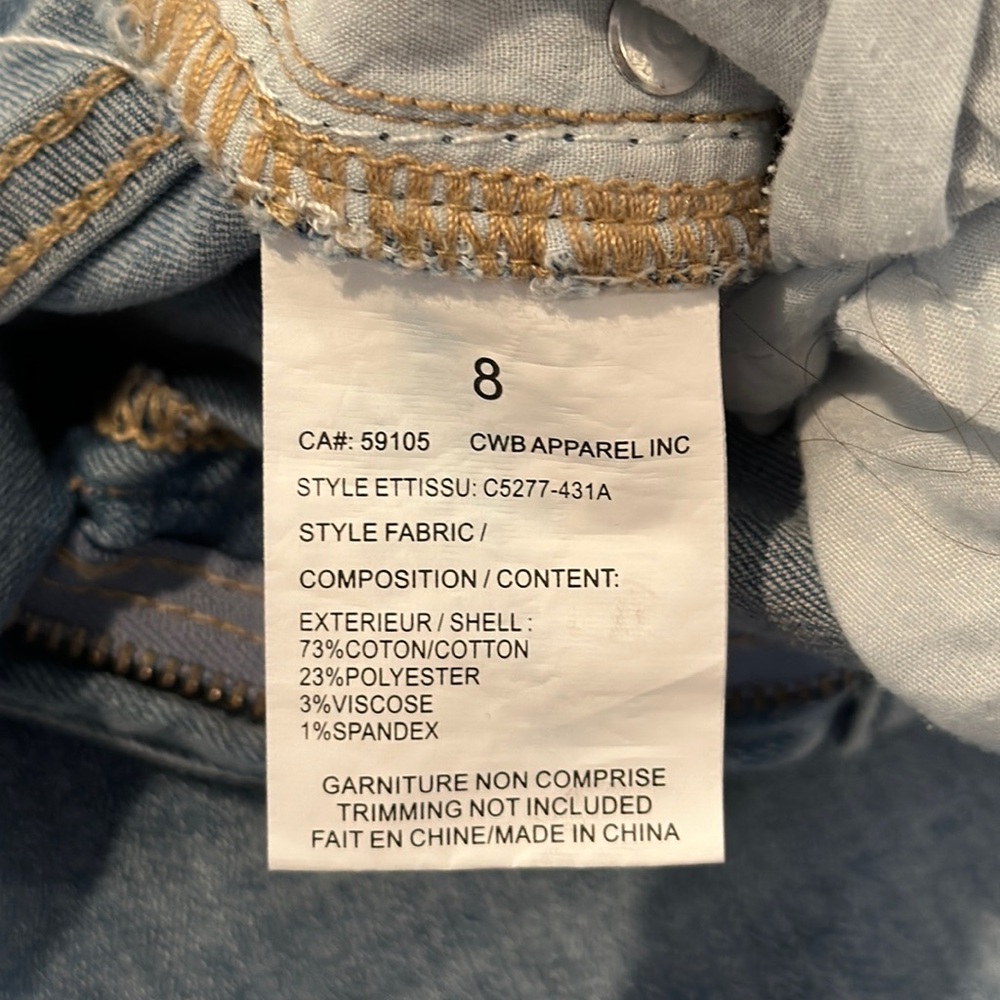 8
CA#: 59105 CWB APPAREL INC
STYLE ETTISSU: C5277-431A
STYLE FABRIC /
COMPOSITION / CONTENT:
EXTERIEUR / SHELL :
73%COTON/COTTON
23%POLYESTER
3%VISCOSE
1%SPANDEX
GARNITURE NON COMPRISE
TRIMMING NOT INCLUDED
FAIT EN CHINE/MADE IN CHINA